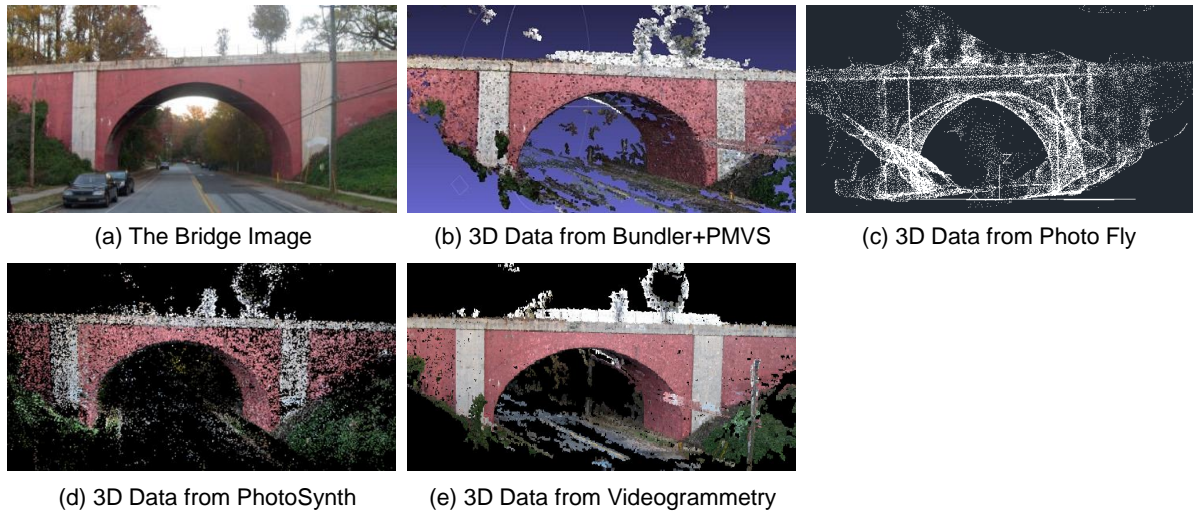 (a) The Bridge Image
(b) 3D Data from Bundler+PMVS
(c) 3D Data from Photo Fly
(d) 3D Data from PhotoSynth
(e) 3D Data from Videogrammetry